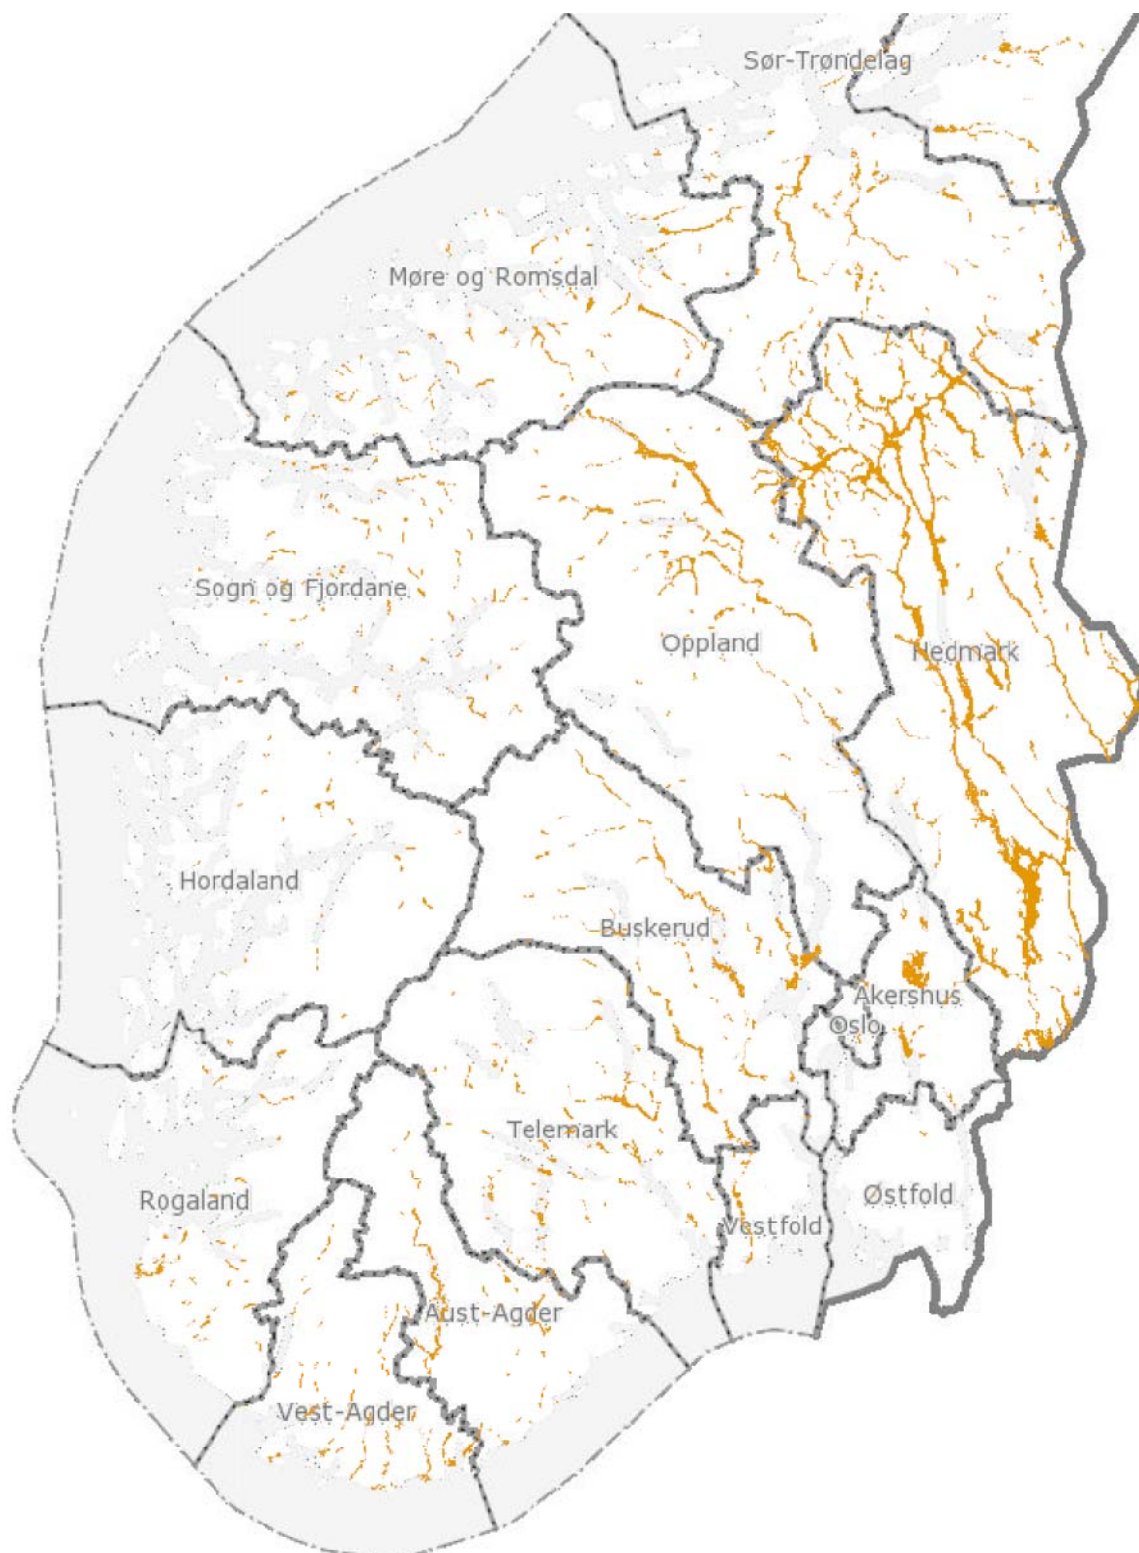 Sør-Trøndelag
Møre og Romsdal
Sogn og Fjordane
Oppland
Hedmark
Hordaland
Buskerud
Akershus
Oslo
Telemark
Rogaland
Østfold
Vestfold
Aust-Agder
Vest-Agder